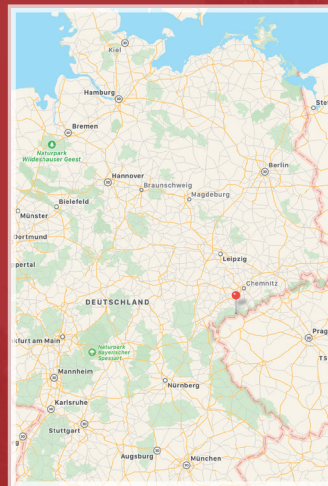 Kiel
Hamburg
Bremen
Naturpark
Wildeshauser Geest
Berlin
Hannover
Braunschweig
Magdeburg
Bielefeld
Münster
Dortmund
pertal
Leipzig
Chemnitz
DEUTSCHLAND
Prag
kfurt am Main
Naturpark
Bayerischer
Spessart
Mannheim
Nürnberg
Karlsruhe
Stuttgart
Augsburg
München